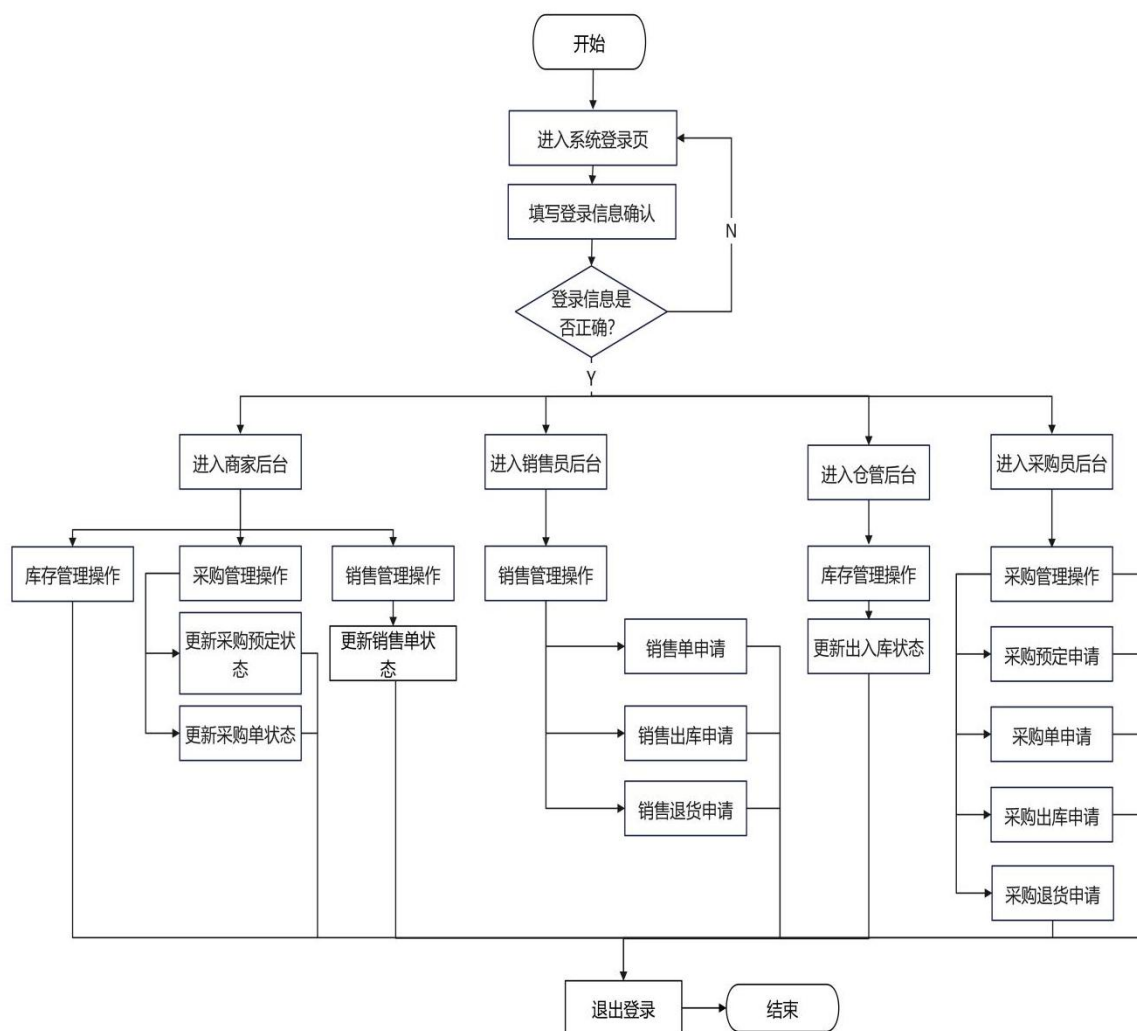 开始
进入系统登录页
填写登录信息确认
N
登录信息是
否正确?
Y
进入商家后台
进入销售员后台
进入仓管后台
进入采购员后台
库存管理操作
采购管理操作
销售管理操作
销售管理操作
库存管理操作
采购管理操作
更新采购预定状
态
更新销售单状
态
销售单申请
更新出入库状态
采购预定申请
更新采购单状态
销售出库申请
采购单申请
销售退货申请
采购出库申请
采购退货申请
退出登录
结束